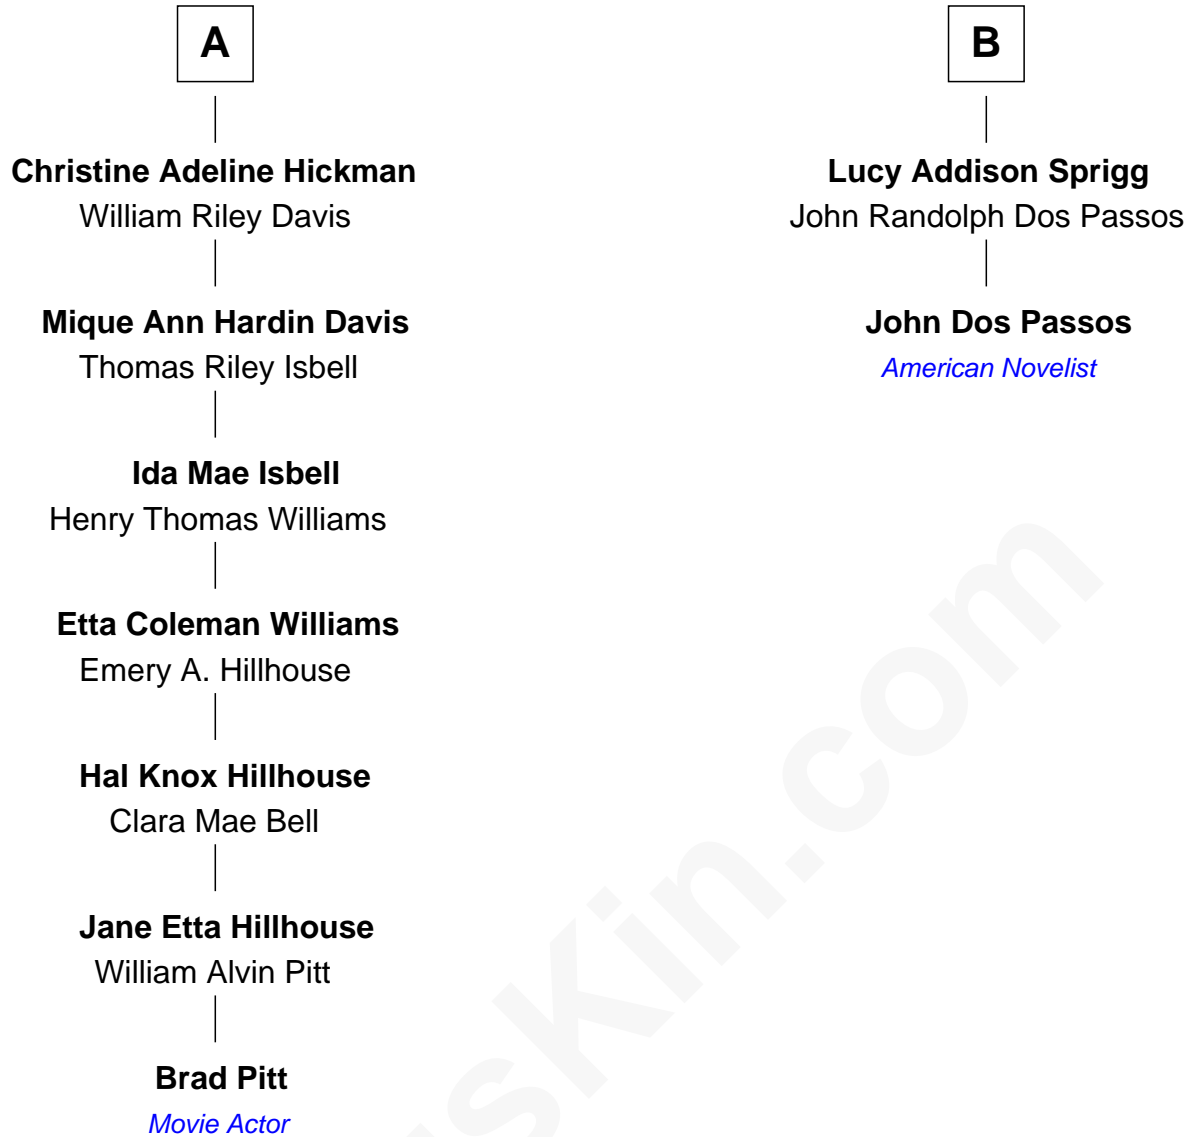 A
Christine Adeline Hickman
William Riley Davis
Mique Ann Hardin Davis
Thomas Riley Isbell
Ida Mae Isbell
Henry Thomas Williams
Etta Coleman Williams
Emery A. Hillhouse
Hal Knox Hillhouse
Clara Mae Bell
Jane Etta Hillhouse
William Alvin Pitt
Brad Pitt
Movie Actor
B
Lucy Addison Sprigg
John Randolph Dos Passos
John Dos Passos
American Novelist
sKin.com